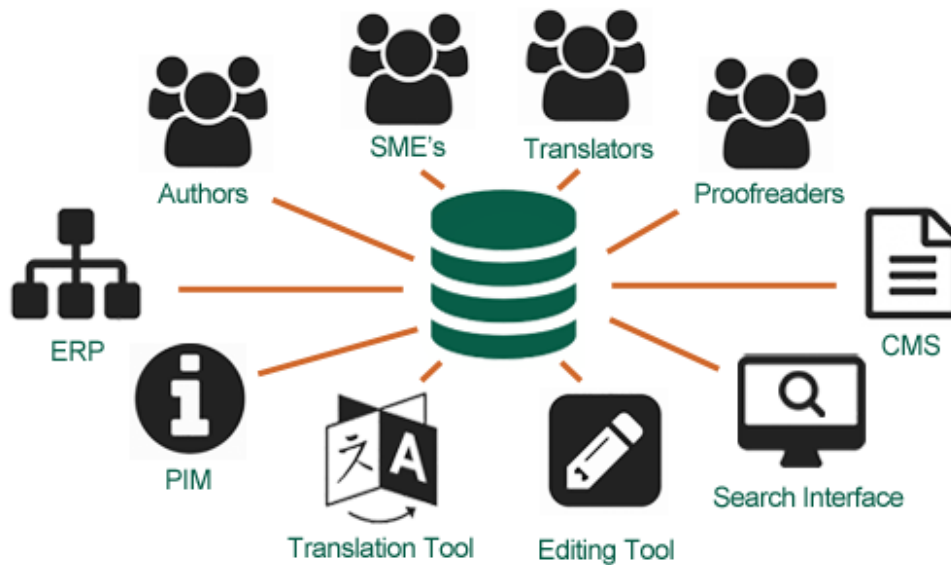 SME's
Translators
Authors
Proofreaders
ERP
CMS
PIM
Search Interface
Translation Tool
Editing Tool